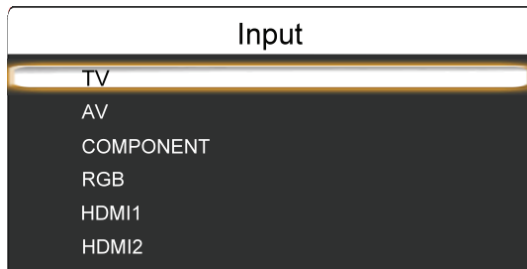 Input
TV
AV
COMPONENT
RGB
HDMI1
HDMI2